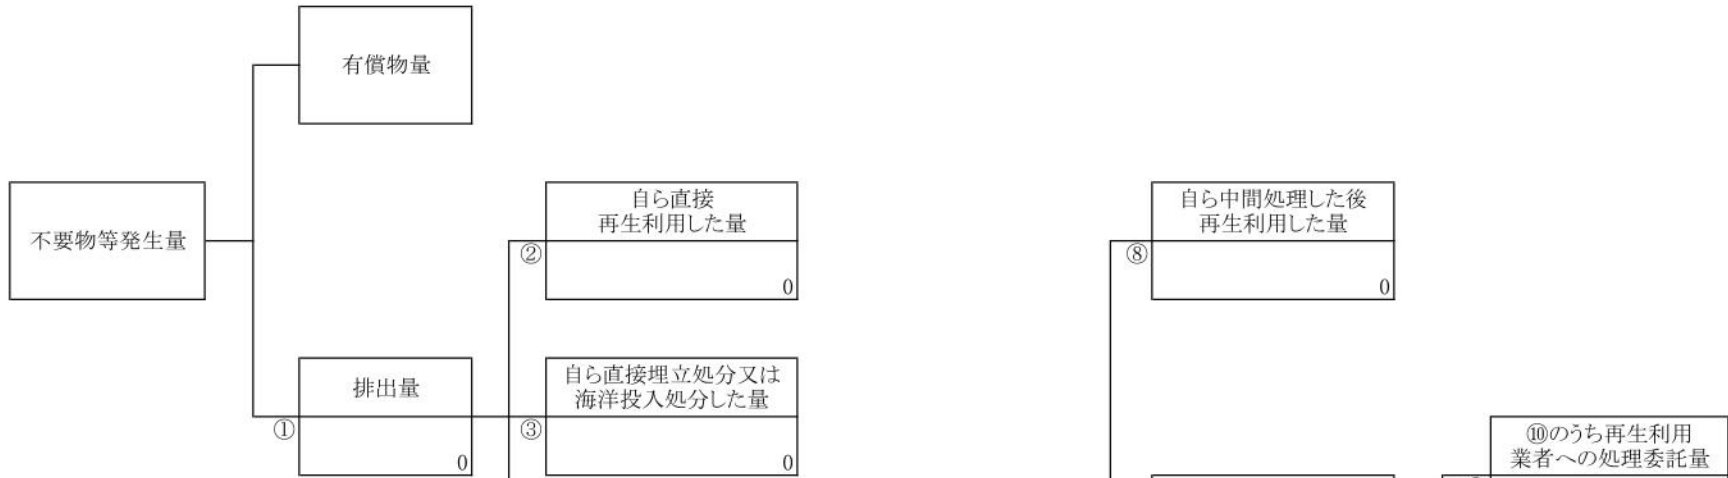 有償物量
不要物等発生量
自ら直接
再生利用した量
②
0
自ら中間処理した後
再生利用した量
⑧
0
排出量
①
0
自ら直接埋立処分又は
海洋投入処分した量
③
0
⑩のうち再生利用
業者への処理委託量